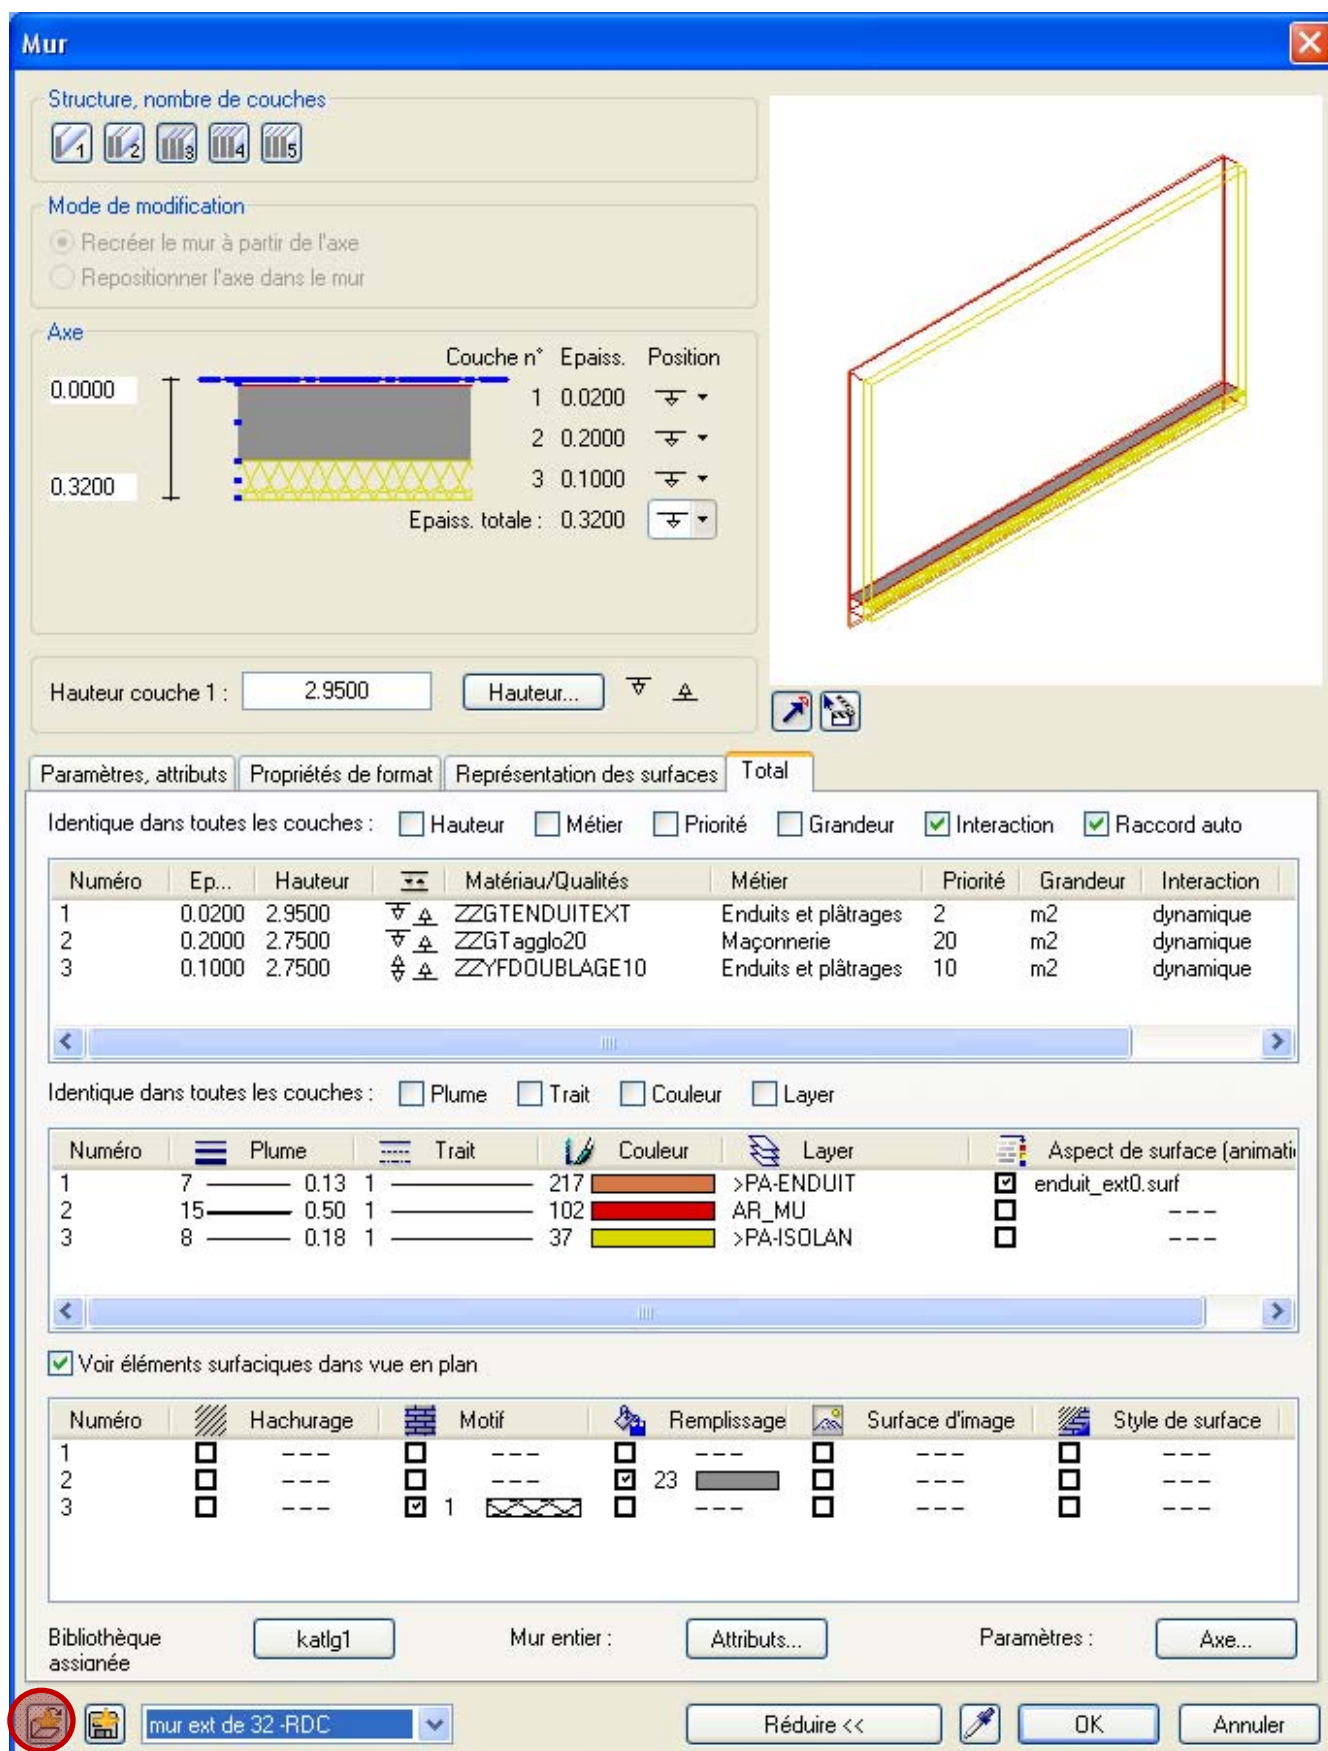 Mur
Structure, nombre de couches
1 2 3 4 5
Mode de modification
Recréer le mur à partir de l'axe
Repositionner l'axe dans le mur
Axe
Couche n° Epaiss. Position
0.0000
1 0.0200
2 0.2000
3 0.1000
0.3200
Epaiss. totale : 0.3200
Hauteur couche 1 : 2.9500 Hauteur...
Paramètres, attributs Propriétés de format Représentation des surfaces Total
Identique dans toutes les couches : Hauteur Métier Priorité Grandeur Interaction Raccord auto
Numéro Ep... Hauteur Matériau/Qualités Métier Priorité Grandeur Interaction
1 0.0200 2.9500 ZZGTENDUITEXT Enduits et plâtrages 2 m2 dynamique
2 0.2000 2.7500 ZZGTagglo20 Maçonnerie 20 m2 dynamique
3 0.1000 2.7500 ZZYFDOUBLAGE10 Enduits et plâtrages 10 m2 dynamique
Identique dans toutes les couches : Plume Trait Couleur Layer
Numéro Plume Trait Couleur Layer Aspect de surface (animati
1 7 0.13 1 217 >PA-ENDUIT enduit_ext0.surf
2 15 0.50 1 102 AR_MU ---
3 8 0.18 1 37 >PA-ISOLAN ---
Voir éléments surfaciques dans vue en plan
Numéro Hachurage Motif Remplissage Surface d'image Style de surface
1 --- --- --- --- ---
2 --- --- 23 --- ---
3 --- 1 --- --- ---
Bibliothèque assignée katlg1 Mur entier : Attributs... Paramètres : Axe...
mur ext de 32 -RDC Réduire << OK Annuler